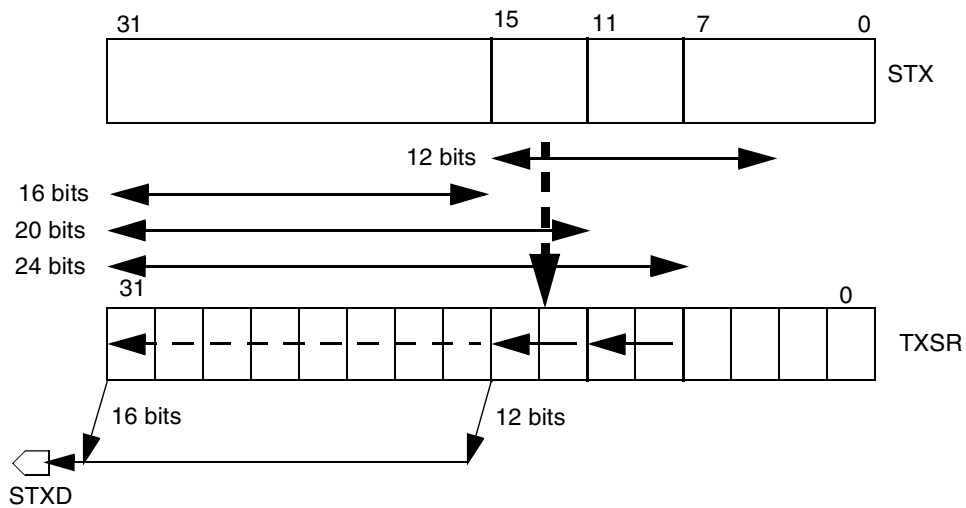 31 15 11 7 0
STX
12 bits
16 bits
20 bits
24 bits
31 0
TXSR
16 bits 12 bits
STXD